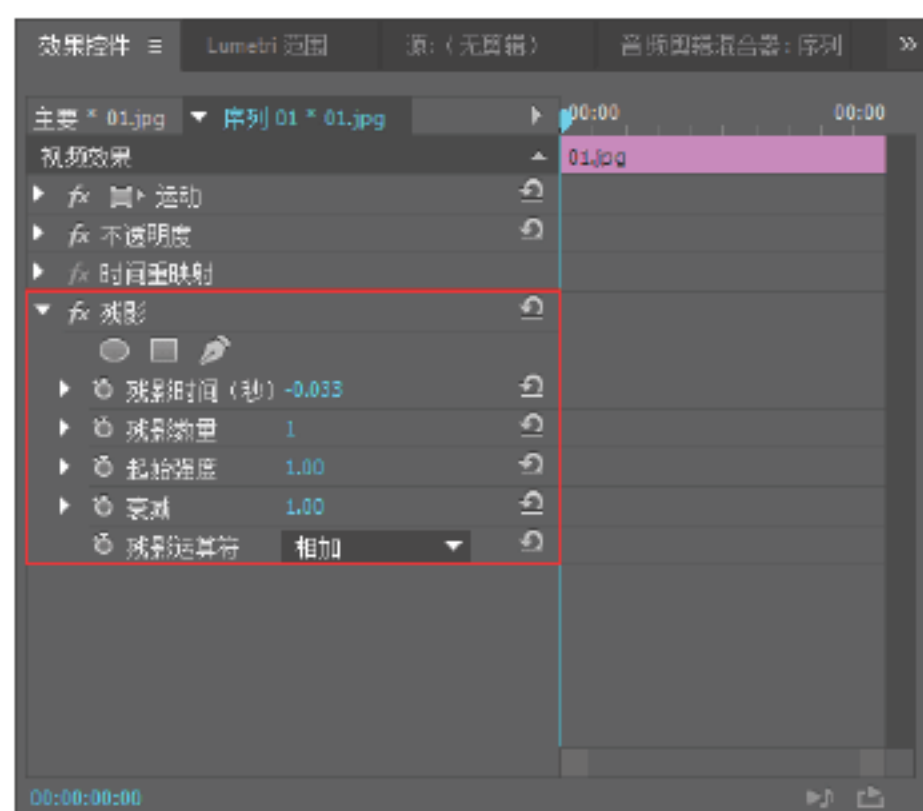 效果控件 ≡ Lumetri 范围 源:（无剪辑） 音频剪辑混合器: 序列 »
主要 * 01.jpg 序列 01 * 01.jpg 00:00 00:00
视频效果 01.jpg
fx 运动
fx 不透明度
fx 时间重映射
fx 残影
残影时间（秒） -0.033
残影数量 1
起始强度 1.00
衰减 1.00
残影运算符 相加
00:00:00:00